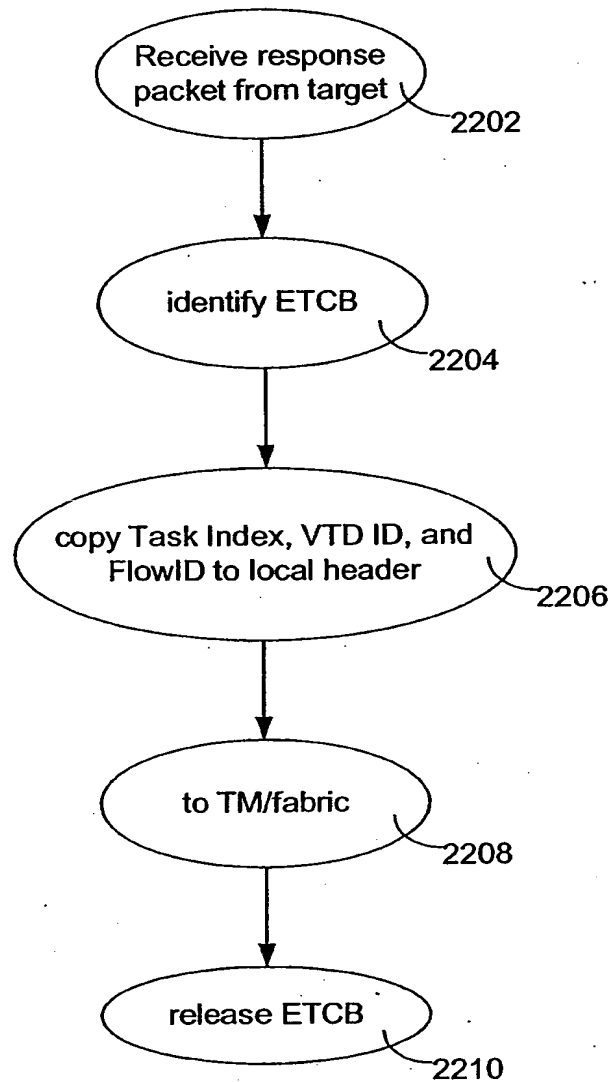 Receive response
packet from target
2202
identify ETCB
2204
copy Task Index, VTD ID, and
FlowID to local header
2206
to TM/fabric
2208
release ETCB
2210